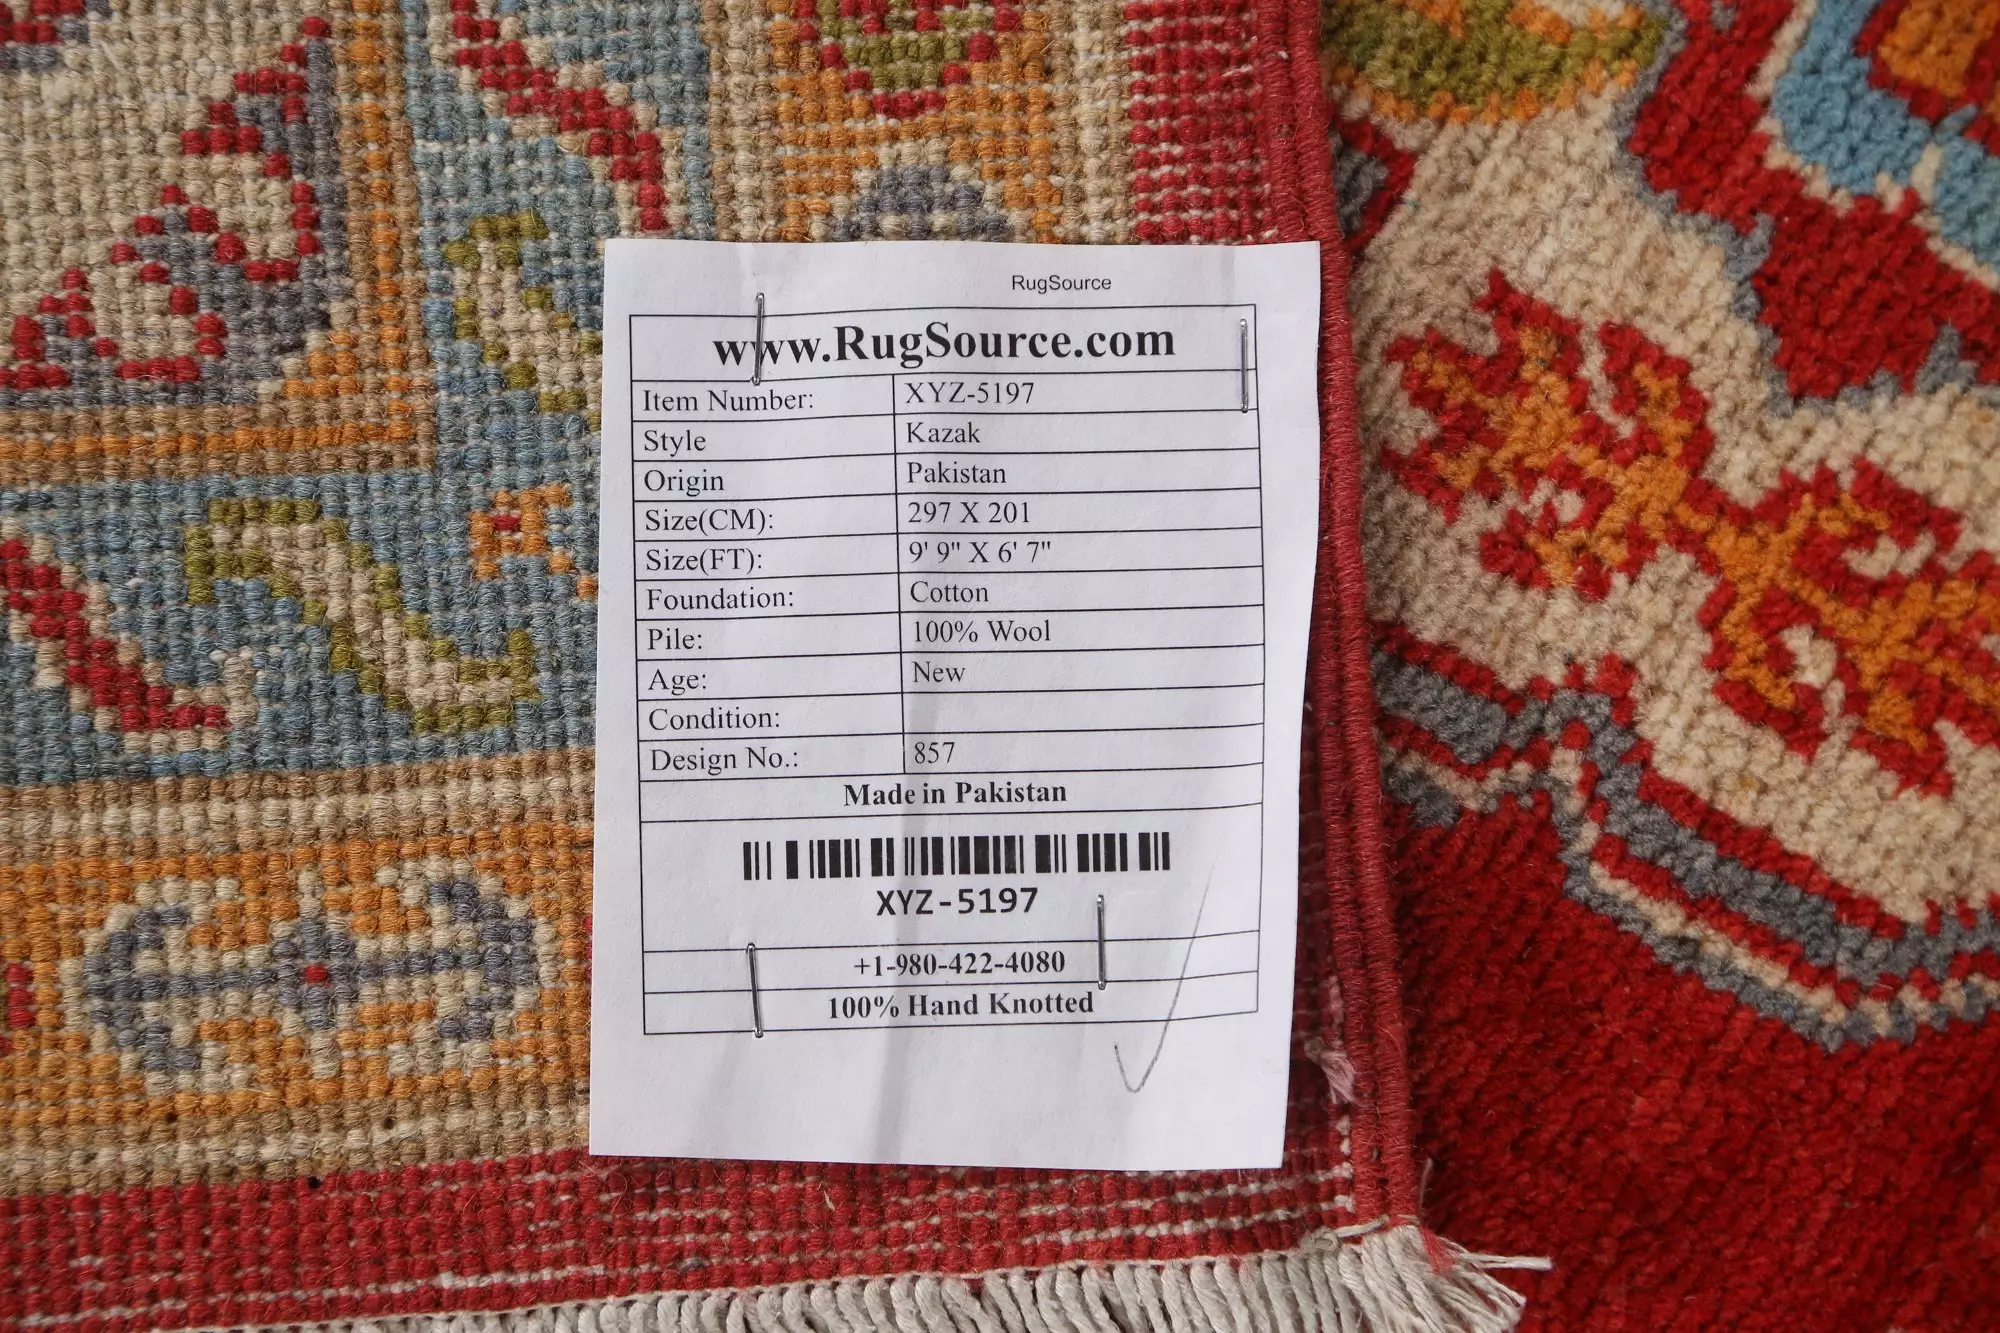 RugSource
www.RugSource.com
Item Number: XYZ-5197
Style Kazak
Origin Pakistan
Size(CM): 297 X 201
Size(FT): 9' 9" X 6' 7"
Foundation: Cotton
Pile: 100% Wool
Age: New
Condition:
Design No.: 857
Made in Pakistan
XYZ-5197
+1-980-422-4080
100% Hand Knotted